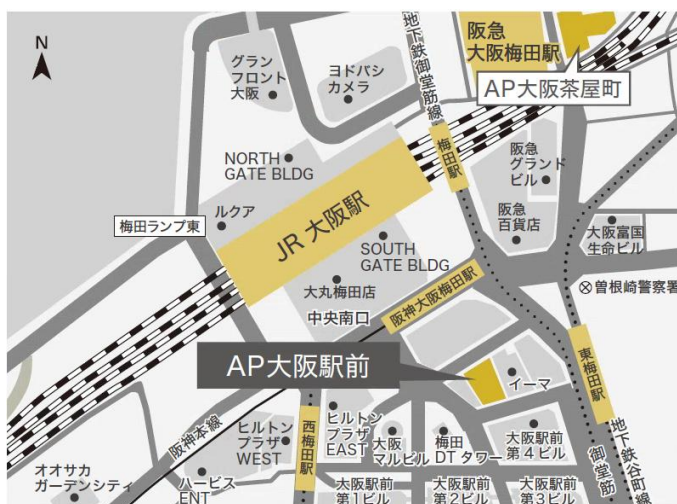 N
グラン
フロント
大阪
ヨドバシ
カメラ
地下鉄御堂筋線
阪急
大阪梅田駅
AP大阪茶屋町
梅田駅
阪急
グランド
ビル
NORTH
GATE BLDG
ルクア
梅田ランプ東
JR 大阪駅
阪急
百貨店
大阪富国
生命ビル
SOUTH
GATE BLDG
大丸梅田店
中央南口
阪神大阪梅田駅
曽根崎警察署
AP大阪駅前
イーマ
東梅田駅
阪神本線
ヒルトン
プラザ
WEST
西梅田駅
ヒルトン
プラザ
EAST
大阪
マルビル
梅田
DTタワー
大阪駅前
第4ビル
御堂筋
地下鉄谷町線
オオサカ
ガーデンシティ
ハービス
ENT
大阪駅前
第1ビル
大阪駅前
第2ビル
大阪駅前
第3ビル